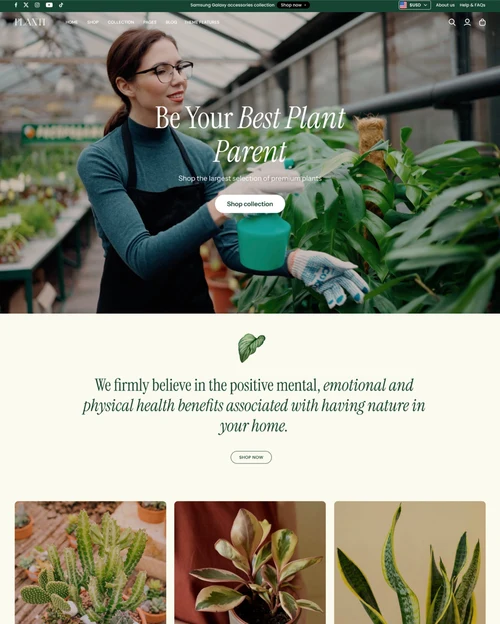 Samsung Galaxy accessories collection Shop now
$USD About us Help & FAQs
HOME SHOP COLLECTION PAGES BLOG THEME FEATURES
Be Your Best Plant
Parent
Shop the largest selection of premium plants
Shop collection
We firmly believe in the positive mental, emotional and
physical health benefits associated with having nature in
your home.
SHOP NOW